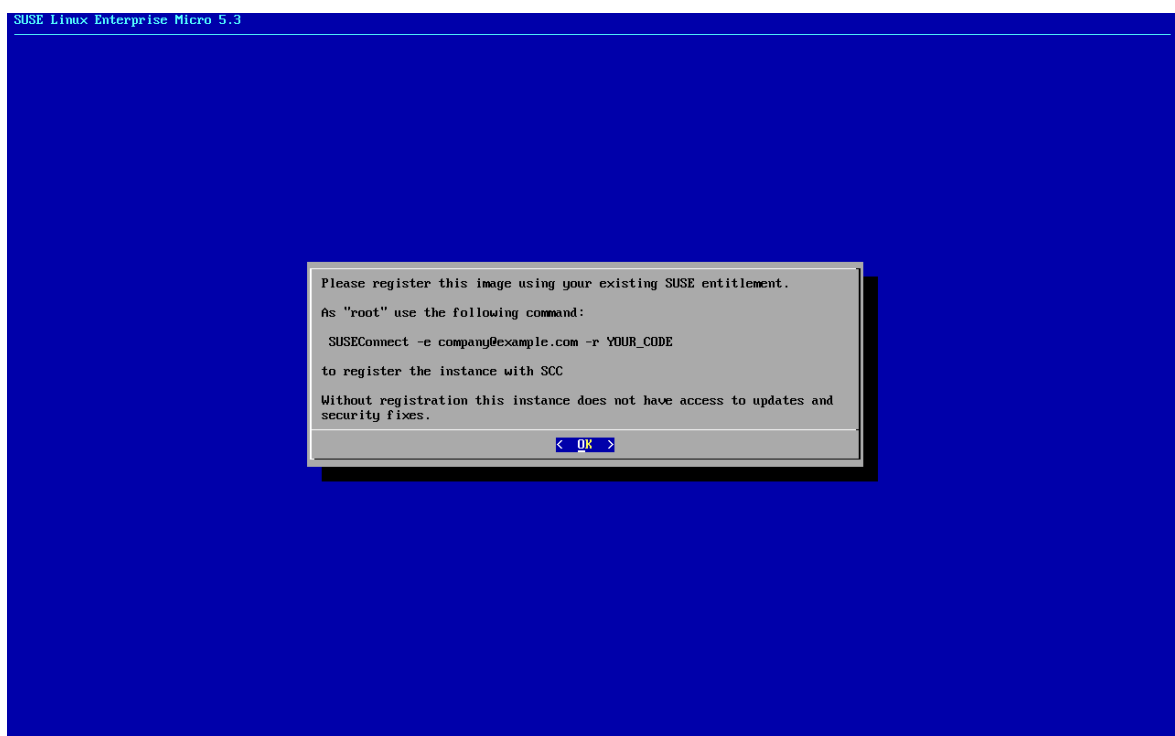 SUSE Linux Enterprise Micro 5.3
Please register this image using your existing SUSE entitlement.
As "root" use the following command:
SUSEConnect -e company@example.com -r YOUR_CODE
to register the instance with SCC
Without registration this instance does not have access to updates and
security fixes.
< OK >